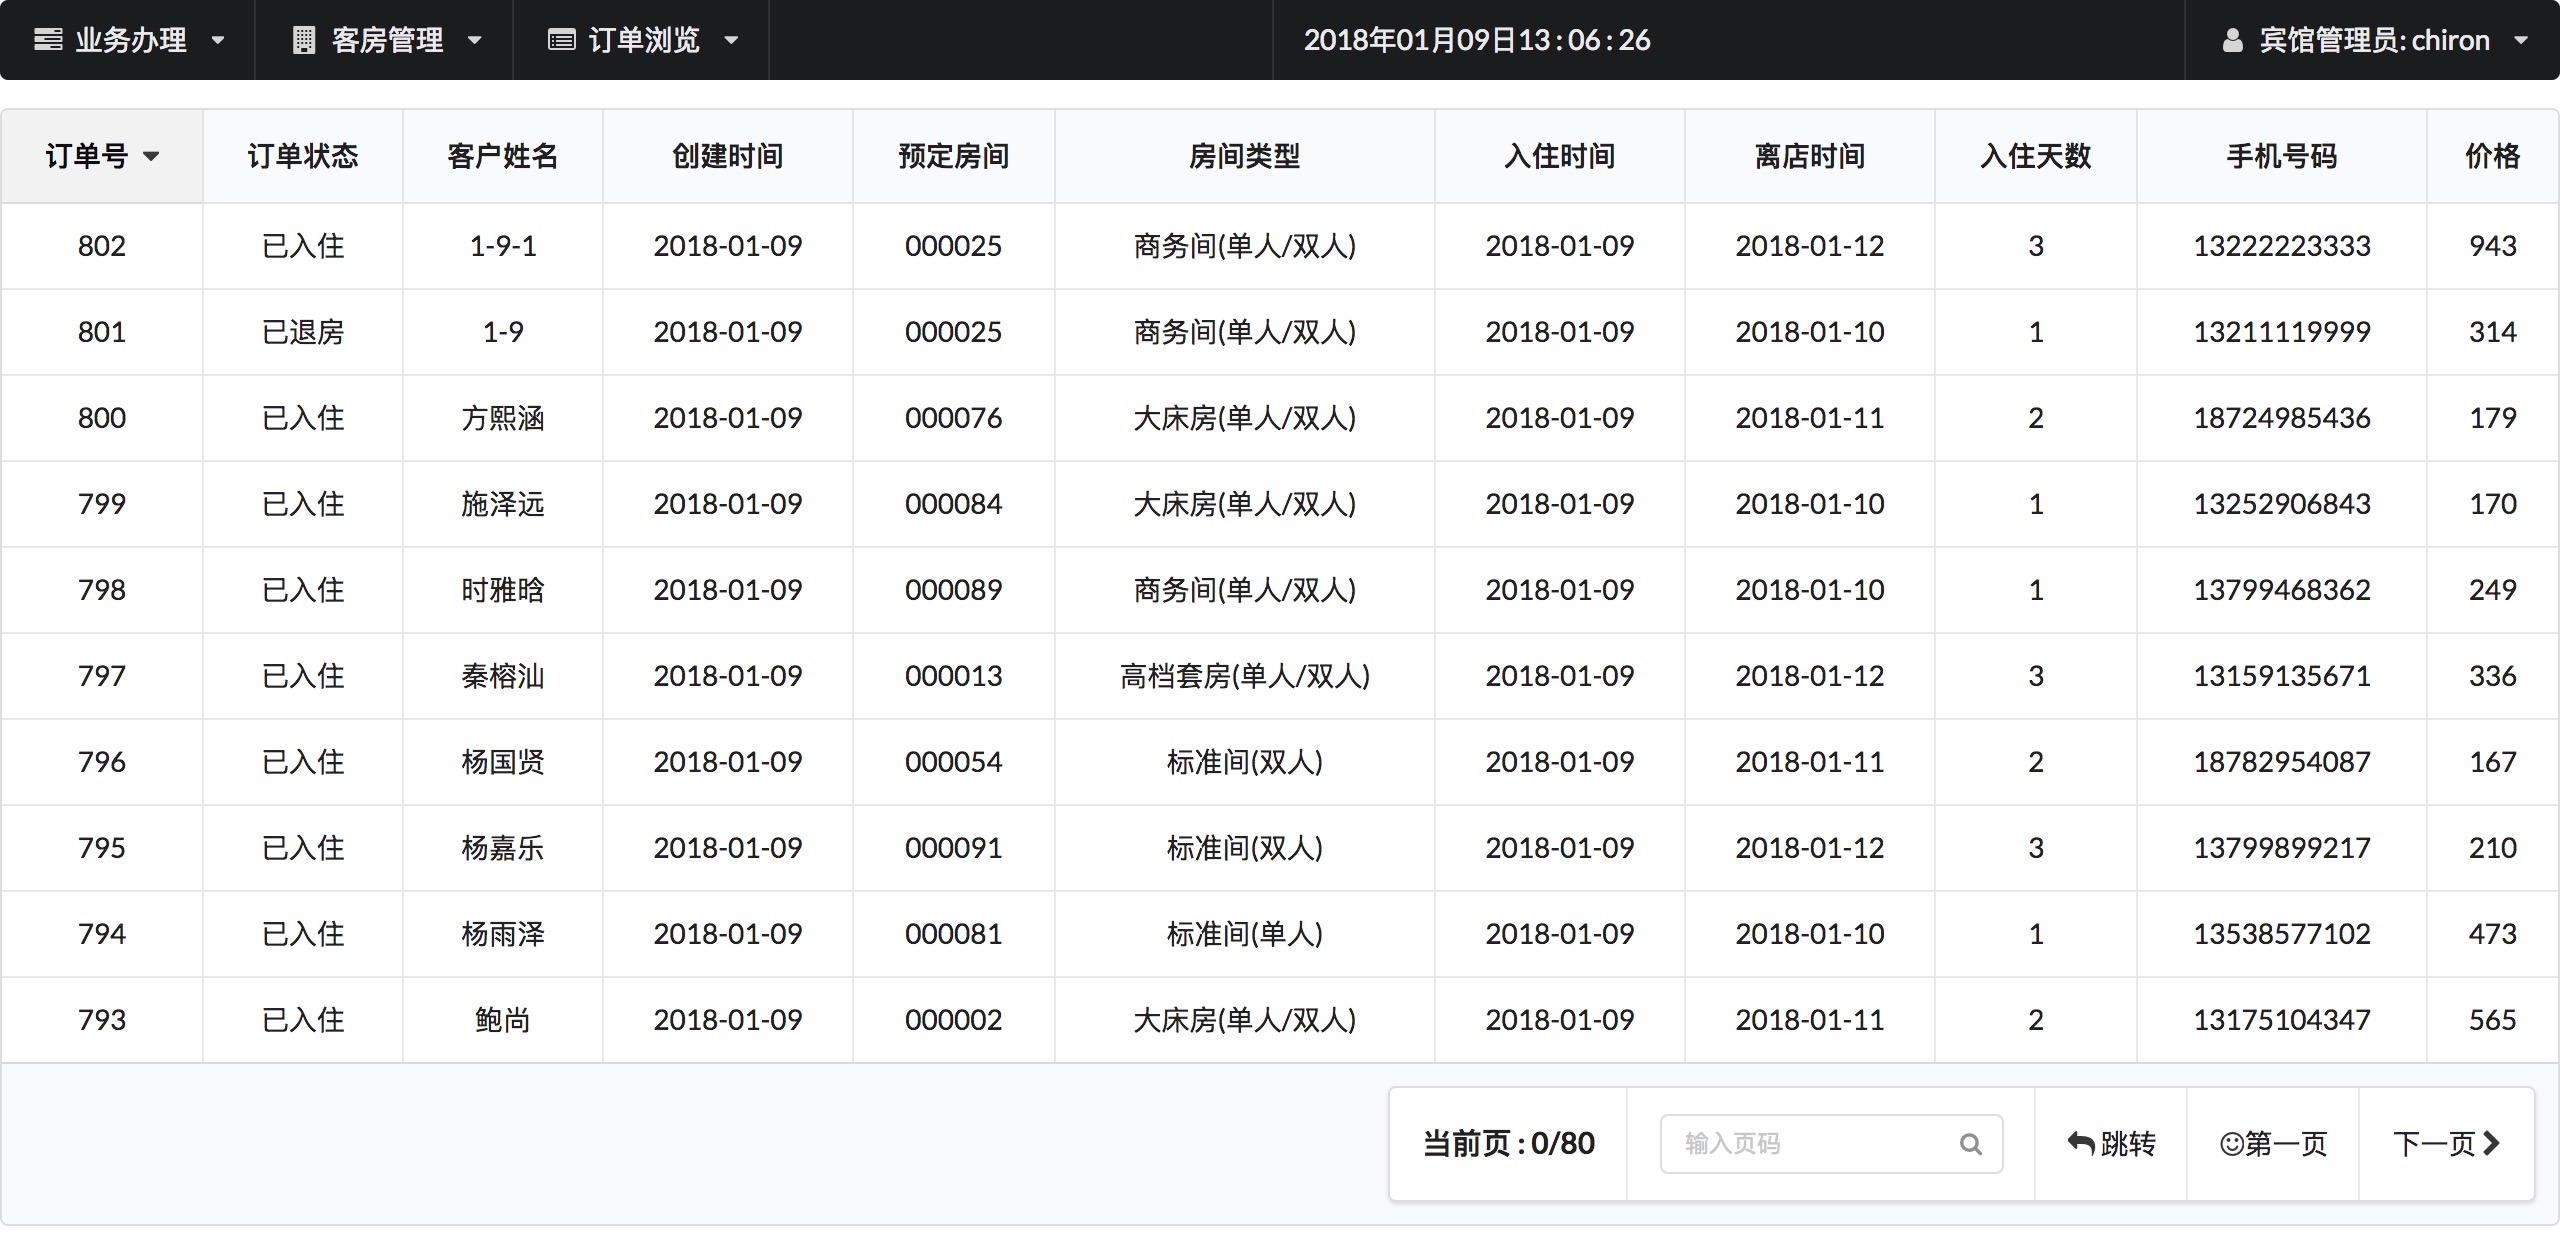 业务办理 客房管理 订单浏览 2018年01月09日13:06:26 宾馆管理员: chiron
订单号 订单状态 客户姓名 创建时间 预定房间 房间类型 入住时间 离店时间 入住天数 手机号码 价格
802 已入住 1-9-1 2018-01-09 000025 商务间(单人/双人) 2018-01-09 2018-01-12 3 13222223333 943
801 已退房 1-9 2018-01-09 000025 商务间(单人/双人) 2018-01-09 2018-01-10 1 13211119999 314
800 已入住 方熙涵 2018-01-09 000076 大床房(单人/双人) 2018-01-09 2018-01-11 2 18724985436 179
799 已入住 施泽远 2018-01-09 000084 大床房(单人/双人) 2018-01-09 2018-01-10 1 13252906843 170
798 已入住 时雅晗 2018-01-09 000089 商务间(单人/双人) 2018-01-09 2018-01-10 1 13799468362 249
797 已入住 秦榕汕 2018-01-09 000013 高档套房(单人/双人) 2018-01-09 2018-01-12 3 13159135671 336
796 已入住 杨国贤 2018-01-09 000054 标准间(双人) 2018-01-09 2018-01-11 2 18782954087 167
795 已入住 杨嘉乐 2018-01-09 000091 标准间(双人) 2018-01-09 2018-01-12 3 13799899217 210
794 已入住 杨雨泽 2018-01-09 000081 标准间(单人) 2018-01-09 2018-01-10 1 13538577102 473
793 已入住 鲍尚 2018-01-09 000002 大床房(单人/双人) 2018-01-09 2018-01-11 2 13175104347 565
当前页: 0/80 输入页码 跳转 第一页 下一页